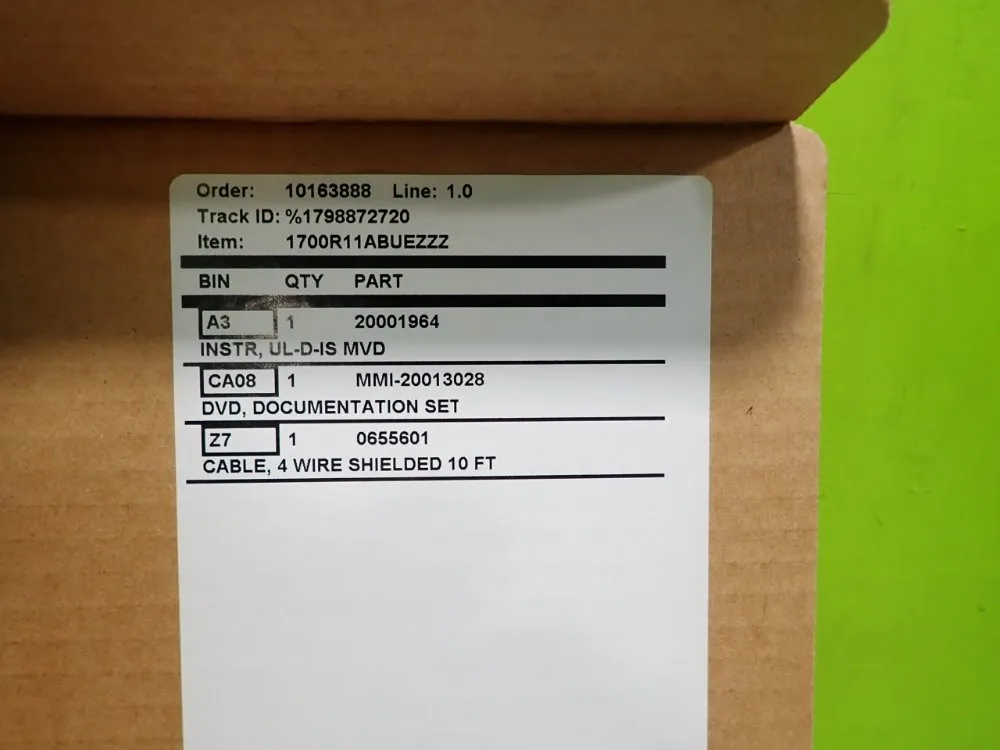 Order: 10163888 Line: 1.0
Track ID: %1798872720
Item: 1700R11ABUEZZZ
BIN QTY PART
A3 1 20001964
INSTR, UL-D-IS MVD
CA08 1 MMI-20013028
DVD, DOCUMENTATION SET
Z7 1 0655601
CABLE, 4 WIRE SHIELDED 10 FT